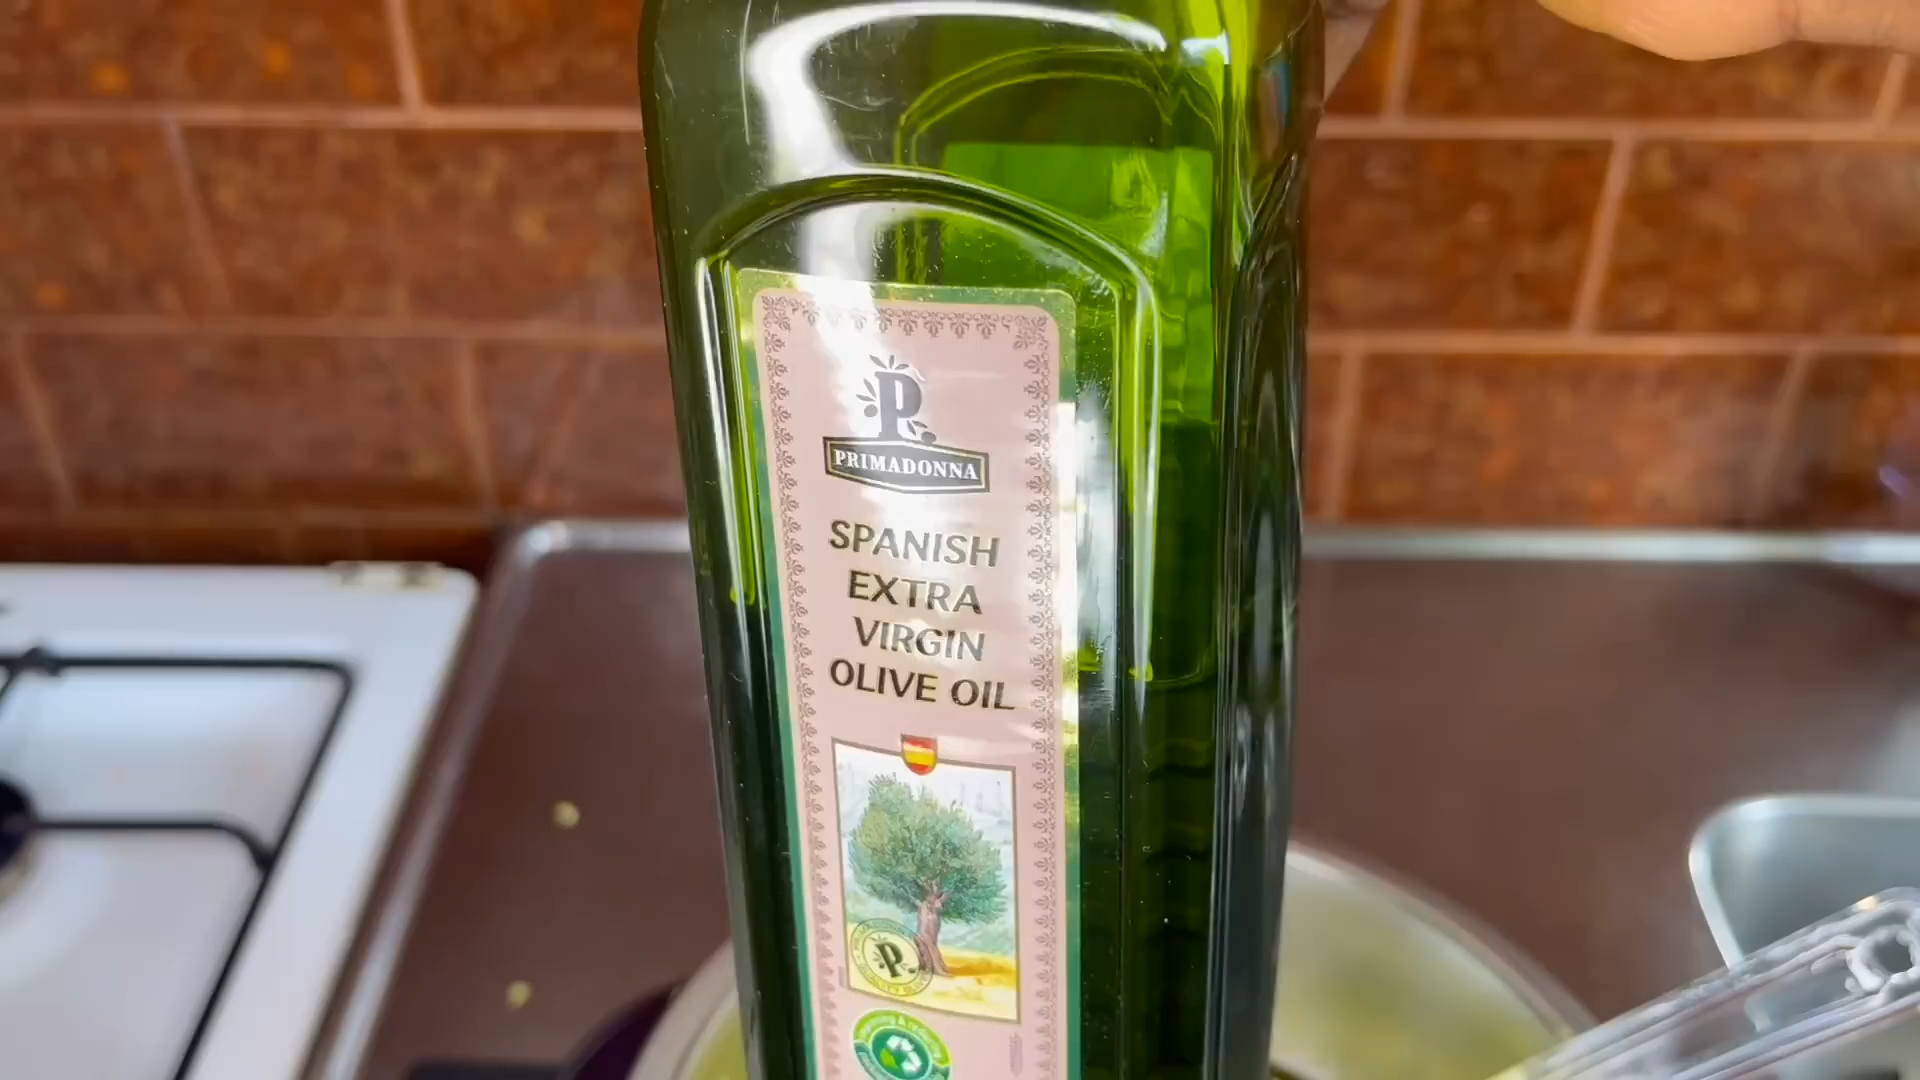 P
PRIMADONNA
SPANISH
EXTRA
VIRGIN
OLIVE OIL
P